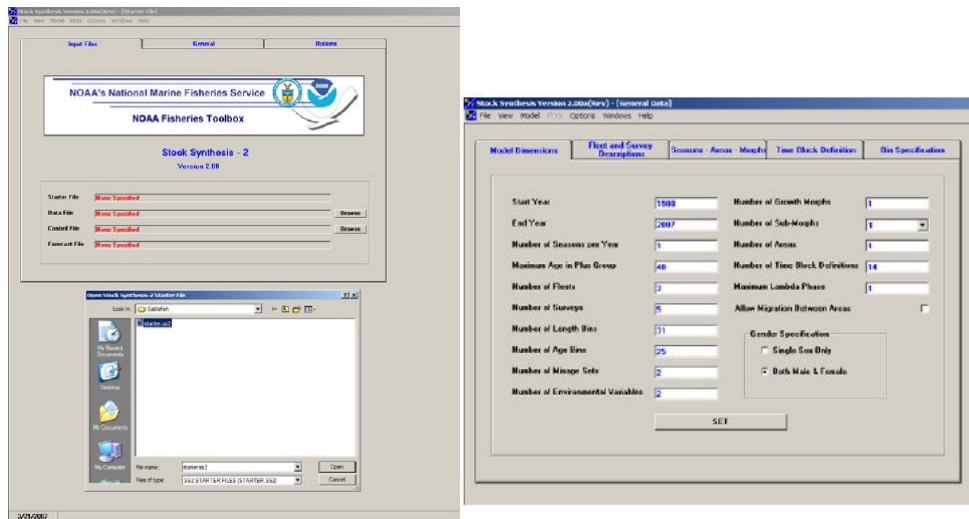 Stock Synthesis Version 2.00a(Rev) - [Starter File]
File View Model Plots Options Windows Help
Input Files
General
Options
NOAA's National Marine Fisheries Service
NOAA Fisheries Toolbox
Stock Synthesis - 2
Version 2.00
Starter File None Specified
Data File None Specified Browse
Control File None Specified Browse
Forecast File None Specified
Open Stock Synthesis-2 Starter File
Look in: Sablefish
starter.ss2
My Recent Documents
Desktop
My Documents
My Computer
File name: starter.ss2 Open
Files of type: SS2 STARTER FILES (STARTER.SS2) Cancel
3/21/2007
Stock Synthesis Version 2.00a(Rev) - [General Data]
File View Model Plots Options Windows Help
Model Dimensions
Fleet and Survey Descriptions
Seasons - Areas - Morphs
Time Block Definition
Bin Specification
Start Year 1900
End Year 2007
Number of Seasons per Year 1
Maximum Age in Plus Group 40
Number of Fleets 3
Number of Surveys 5
Number of Length Bins 31
Number of Age Bins 25
Number of Misage Sets 2
Number of Environmental Variables 2
Number of Growth Morphs 1
Number of Sub-Morphs 1
Number of Areas 1
Number of Time Block Definitions 14
Maximum Lambda Phase 1
Allow Migration Between Areas
Gender Specification
Single Sex Only
Both Male & Female
SET